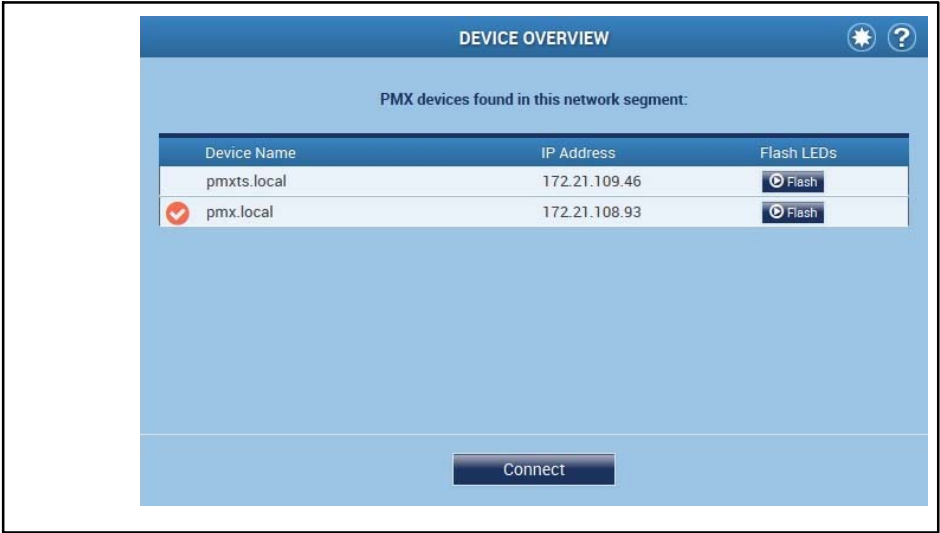 DEVICE OVERVIEW ?
PMX devices found in this network segment:
Device Name IP Address Flash LEDs
pmxts.local 172.21.109.46 Flash
pmx.local 172.21.108.93 Flash
Connect